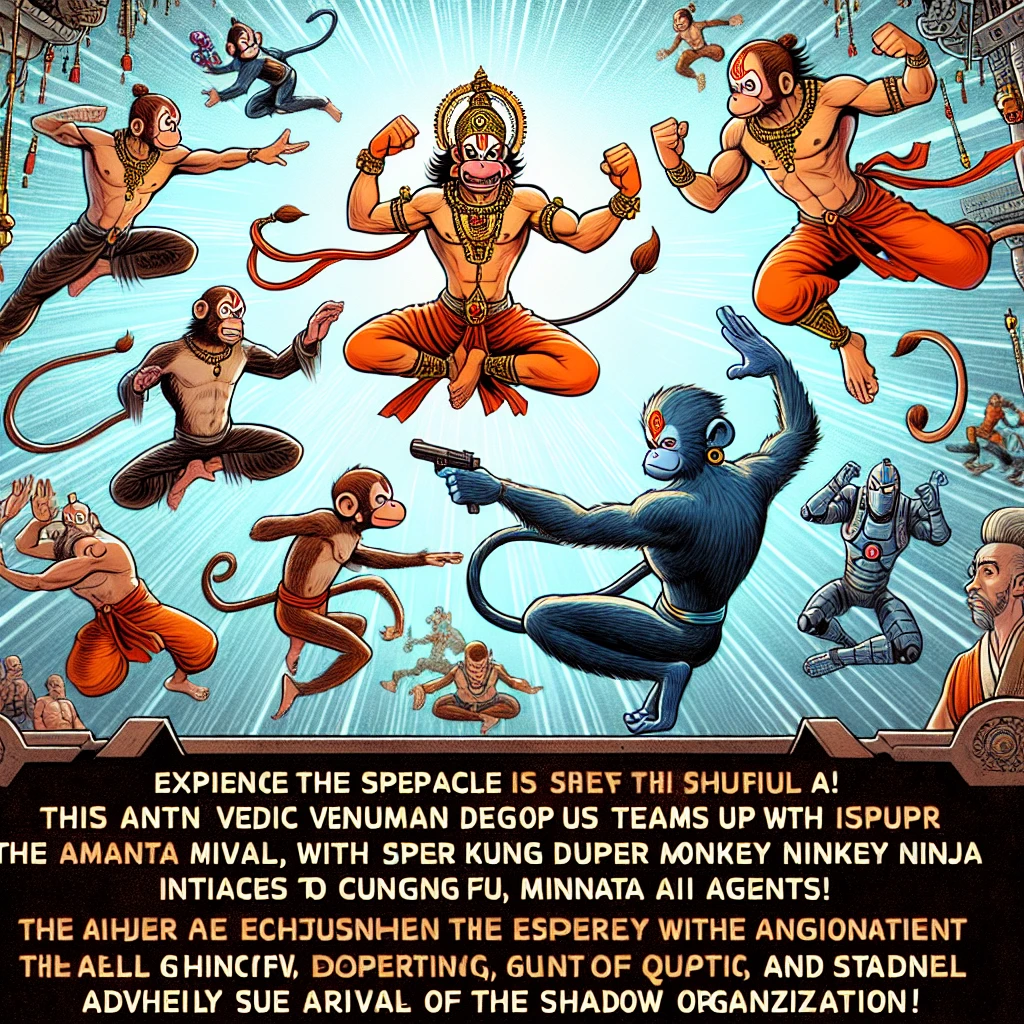 EXPIENCE THE SPEPACLE IS SREF THI SHUFIUL A!
THIS ANTN VEDIC VENUMAN DEGOP US TEAMS UP WTH ISPUPR
THE AMANTA MIVAL, WITH SPER KUNG DUPER MONKEY NINKEY NINJA
INTIACES TO CUNGNG FU, MINNATA AII AGENTS!
THE AIHJER AE ECHJUSNHEN THE ESPEREY WITHE ANGIONATIENT
THE AELL GHINCIFV, DOPERTING, GUNT OF QUPTIC, AND STADNEL
ADVHEILY SUE ARIVAL OF THE SHADOW ORGANZIZATION!